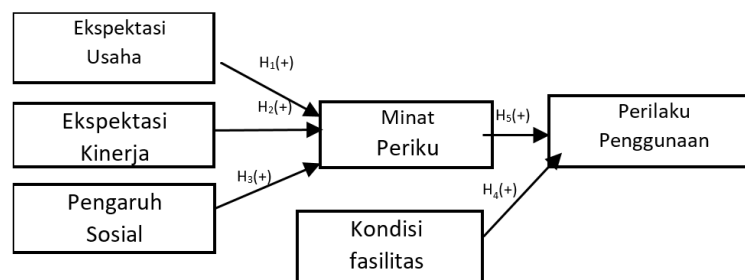 Ekspektasi
Usaha
H₁(+)
H₂(+)
Ekspektasi
Kinerja
Minat
Periku
H₅(+)
Perilaku
Penggunaan
H₃(+)
Pengaruh
Sosial
H₄(+)
Kondisi
fasilitas